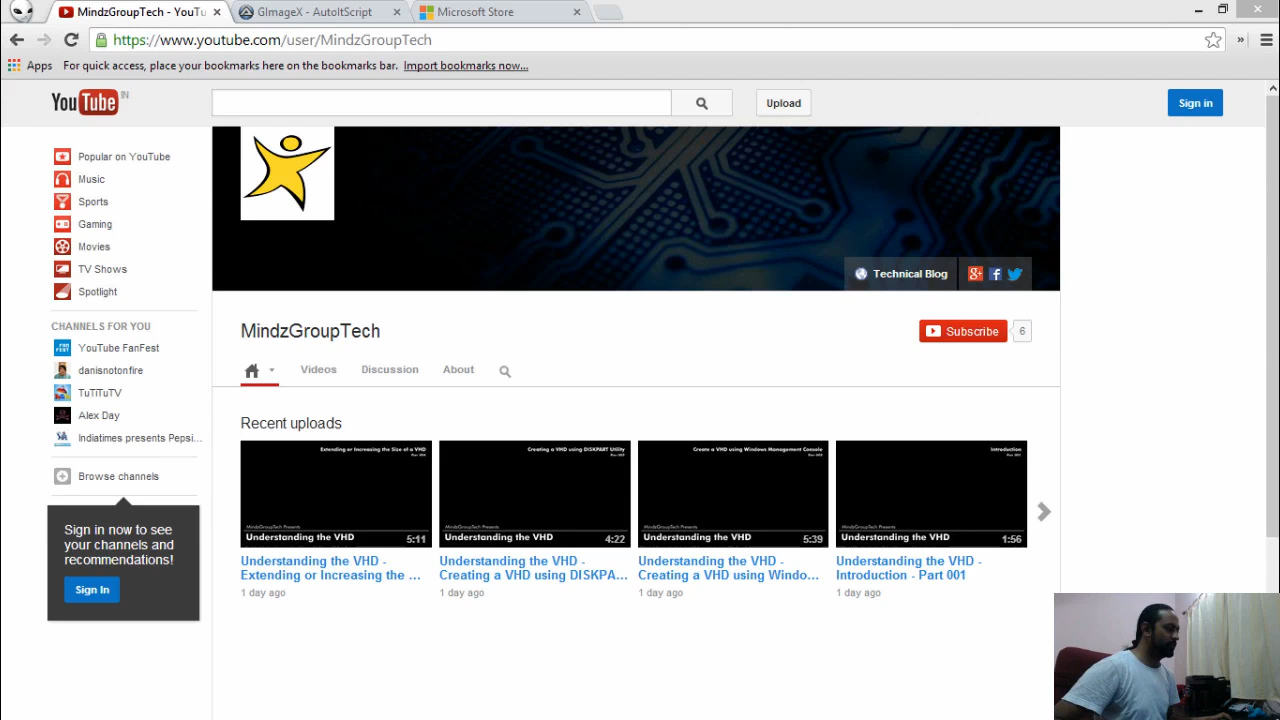 MindzGroupTech - YouTu
GImageX - AutoItScript
Microsoft Store
https://www.youtube.com/user/MindzGroupTech
Apps
For quick access, place your bookmarks here on the bookmarks bar. Import bookmarks now...
YouTube IN
Upload
Sign in
Popular on YouTube
Music
Sports
Gaming
Movies
TV Shows
Spotlight
CHANNELS FOR YOU
YouTube FanFest
danisnotonfire
TuTiTuTV
Alex Day
Indiatimes presents Pepsi...
Browse channels
Sign in now to see
your channels and
recommendations!
Sign In
Technical Blog
MindzGroupTech
Subscribe 6
Videos
Discussion
About
Recent uploads
Extending or Increasing the Size of a VHD
MindzGroupTech Presents
Understanding the VHD
5:11
Understanding the VHD -
Extending or Increasing the ...
1 day ago
Creating a VHD using DISKPART Utility
MindzGroupTech Presents
Understanding the VHD
4:22
Understanding the VHD -
Creating a VHD using DISKPA...
1 day ago
Create a VHD using Windows Management Console
MindzGroupTech Presents
Understanding the VHD
5:39
Understanding the VHD -
Creating a VHD using Windo...
1 day ago
Introduction
MindzGroupTech Presents
Understanding the VHD
1:56
Understanding the VHD -
Introduction - Part 001
1 day ago